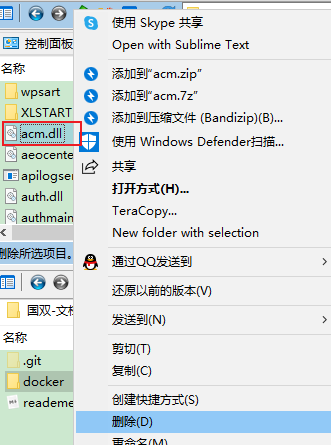 控制面板
名称
wpsart
XLSTART
acm.dll
aeocente
apilogser
auth.dll
authmain
删除所选项目。
国双-文档
名称
.git
docker
reademe
使用 Skype 共享
Open with Sublime Text
添加到"acm.zip"
添加到"acm.7z"
添加到压缩文件 (Bandizip)(B)...
使用 Windows Defender扫描...
共享
打开方式(H)...
TeraCopy...
New folder with selection
通过QQ发送到
还原以前的版本(V)
发送到(N)
剪切(T)
复制(C)
创建快捷方式(S)
删除(D)
重命名(M)